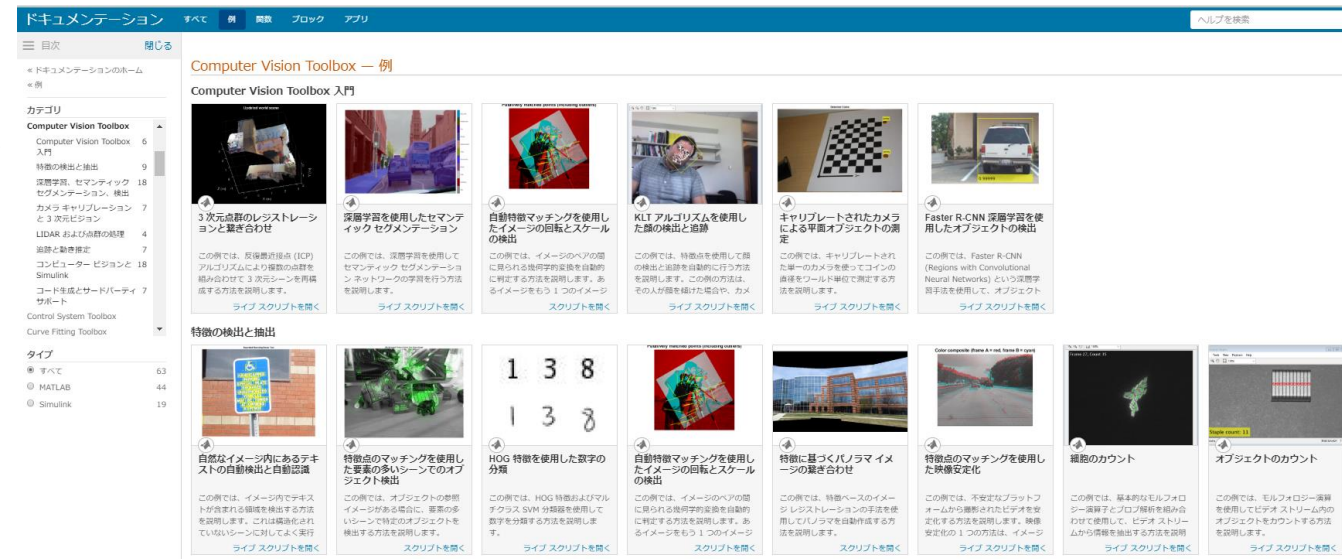 ドキュメンテーション
すべて 例 関数 ブロック アプリ
ヘルプを検索
目次 閉じる
« ドキュメンテーションのホーム
« 例
カテゴリ
Computer Vision Toolbox
Computer Vision Toolbox 6
入門
特徴の検出と抽出 9
深層学習、セマンティック 18
セグメンテーション、検出
カメラ キャリブレーション 7
と 3 次元ビジョン
LIDAR および点群の処理 4
追跡と動き推定 7
コンピューター ビジョンと 18
Simulink
コード生成とサードパーティ 7
サポート
Control System Toolbox
Curve Fitting Toolbox
タイプ
すべて 63
MATLAB 44
Simulink 19
Computer Vision Toolbox — 例
Computer Vision Toolbox 入門
3 次元点群のレジストレーシ
ョンと繋ぎ合わせ
この例では、反復最近接点 (ICP)
アルゴリズムにより複数の点群を
組み合わせて 3 次元シーンを再構
成する方法を説明します。
ライブ スクリプトを開く
深層学習を使用したセマンテ
ィック セグメンテーション
この例では、深層学習を使用して
セマンティック セグメンテーショ
ン ネットワークの学習を行う方法
を説明します。
ライブ スクリプトを開く
Positively matched points (including outliers)
自動特徴マッチングを使用し
たイメージの回転とスケール
の検出
この例では、イメージのペアの間
に見られる幾何学的変換を自動的
に判定する方法を説明します。あ
るイメージをもう 1 つのイメージ
スクリプトを開く
KLT アルゴリズムを使用し
た顔の検出と追跡
この例では、特徴点を使用して顔
の検出と追跡を自動的に行う方法
を説明します。この例の方法は、
その人が顔を傾けた場合や、カメ
ライブ スクリプトを開く
キャリブレートされたカメラ
による平面オブジェクトの測
定
この例では、キャリブレートされ
た単一のカメラを使ってコインの
直径をワールド単位で測定する方
法を説明します。
ライブ スクリプトを開く
Faster R-CNN 深層学習を使
用したオブジェクトの検出
この例では、Faster R-CNN
(Regions with Convolutional
Neural Networks) という深層学
習手法を使用して、オブジェクト
ライブ スクリプトを開く
特徴の検出と抽出
自然なイメージ内にあるテキ
ストの自動検出と自動認識
この例では、イメージ内でテキス
トが含まれる領域を検出する方法
を説明します。これは構造化され
ていないシーンに対してよく実行
ライブ スクリプトを開く
特徴点のマッチングを使用し
た要素の多いシーンでのオブ
ジェクト検出
この例では、オブジェクトの参照
イメージがある場合に、要素の多
いシーンで特定のオブジェクトを
検出する方法を説明します。
スクリプトを開く
1 3 8
1 3 8
HOG 特徴を使用した数字の
分類
この例では、HOG 特徴およびマル
チクラス SVM 分類器を使用して
数字を分類する方法を説明しま
す。
ライブ スクリプトを開く
Positively matched points (including outliers)
自動特徴マッチングを使用し
たイメージの回転とスケール
の検出
この例では、イメージのペアの間
に見られる幾何学的変換を自動的
に判定する方法を説明します。あ
るイメージをもう 1 つのイメージ
スクリプトを開く
特徴に基づくパノラマ イメ
ージの繋ぎ合わせ
この例では、特徴ベースのイメー
ジ レジストレーションの手法を使
用してパノラマを自動作成する方
法を説明します。
スクリプトを開く
Color composite (frame A = red, frame B = cyan)
特徴点のマッチングを使用し
た映像安定化
この例では、不安定なプラットフ
ォームから撮影されたビデオを安
定化する方法を説明します。映像
安定化の 1 つの方法は、イメージ
スクリプトを開く
細胞のカウント
この例では、基本的なモルフォロ
ジー演算子とブロブ解析を組み合
わせて使用して、ビデオ ストリー
ムから情報を抽出する方法を説明
ライブ スクリプトを開く
Staple count: 11
オブジェクトのカウント
この例では、モルフォロジー演算
を使用してビデオ ストリーム内の
オブジェクトをカウントする方法
を説明します。
ライブ スクリプトを開く